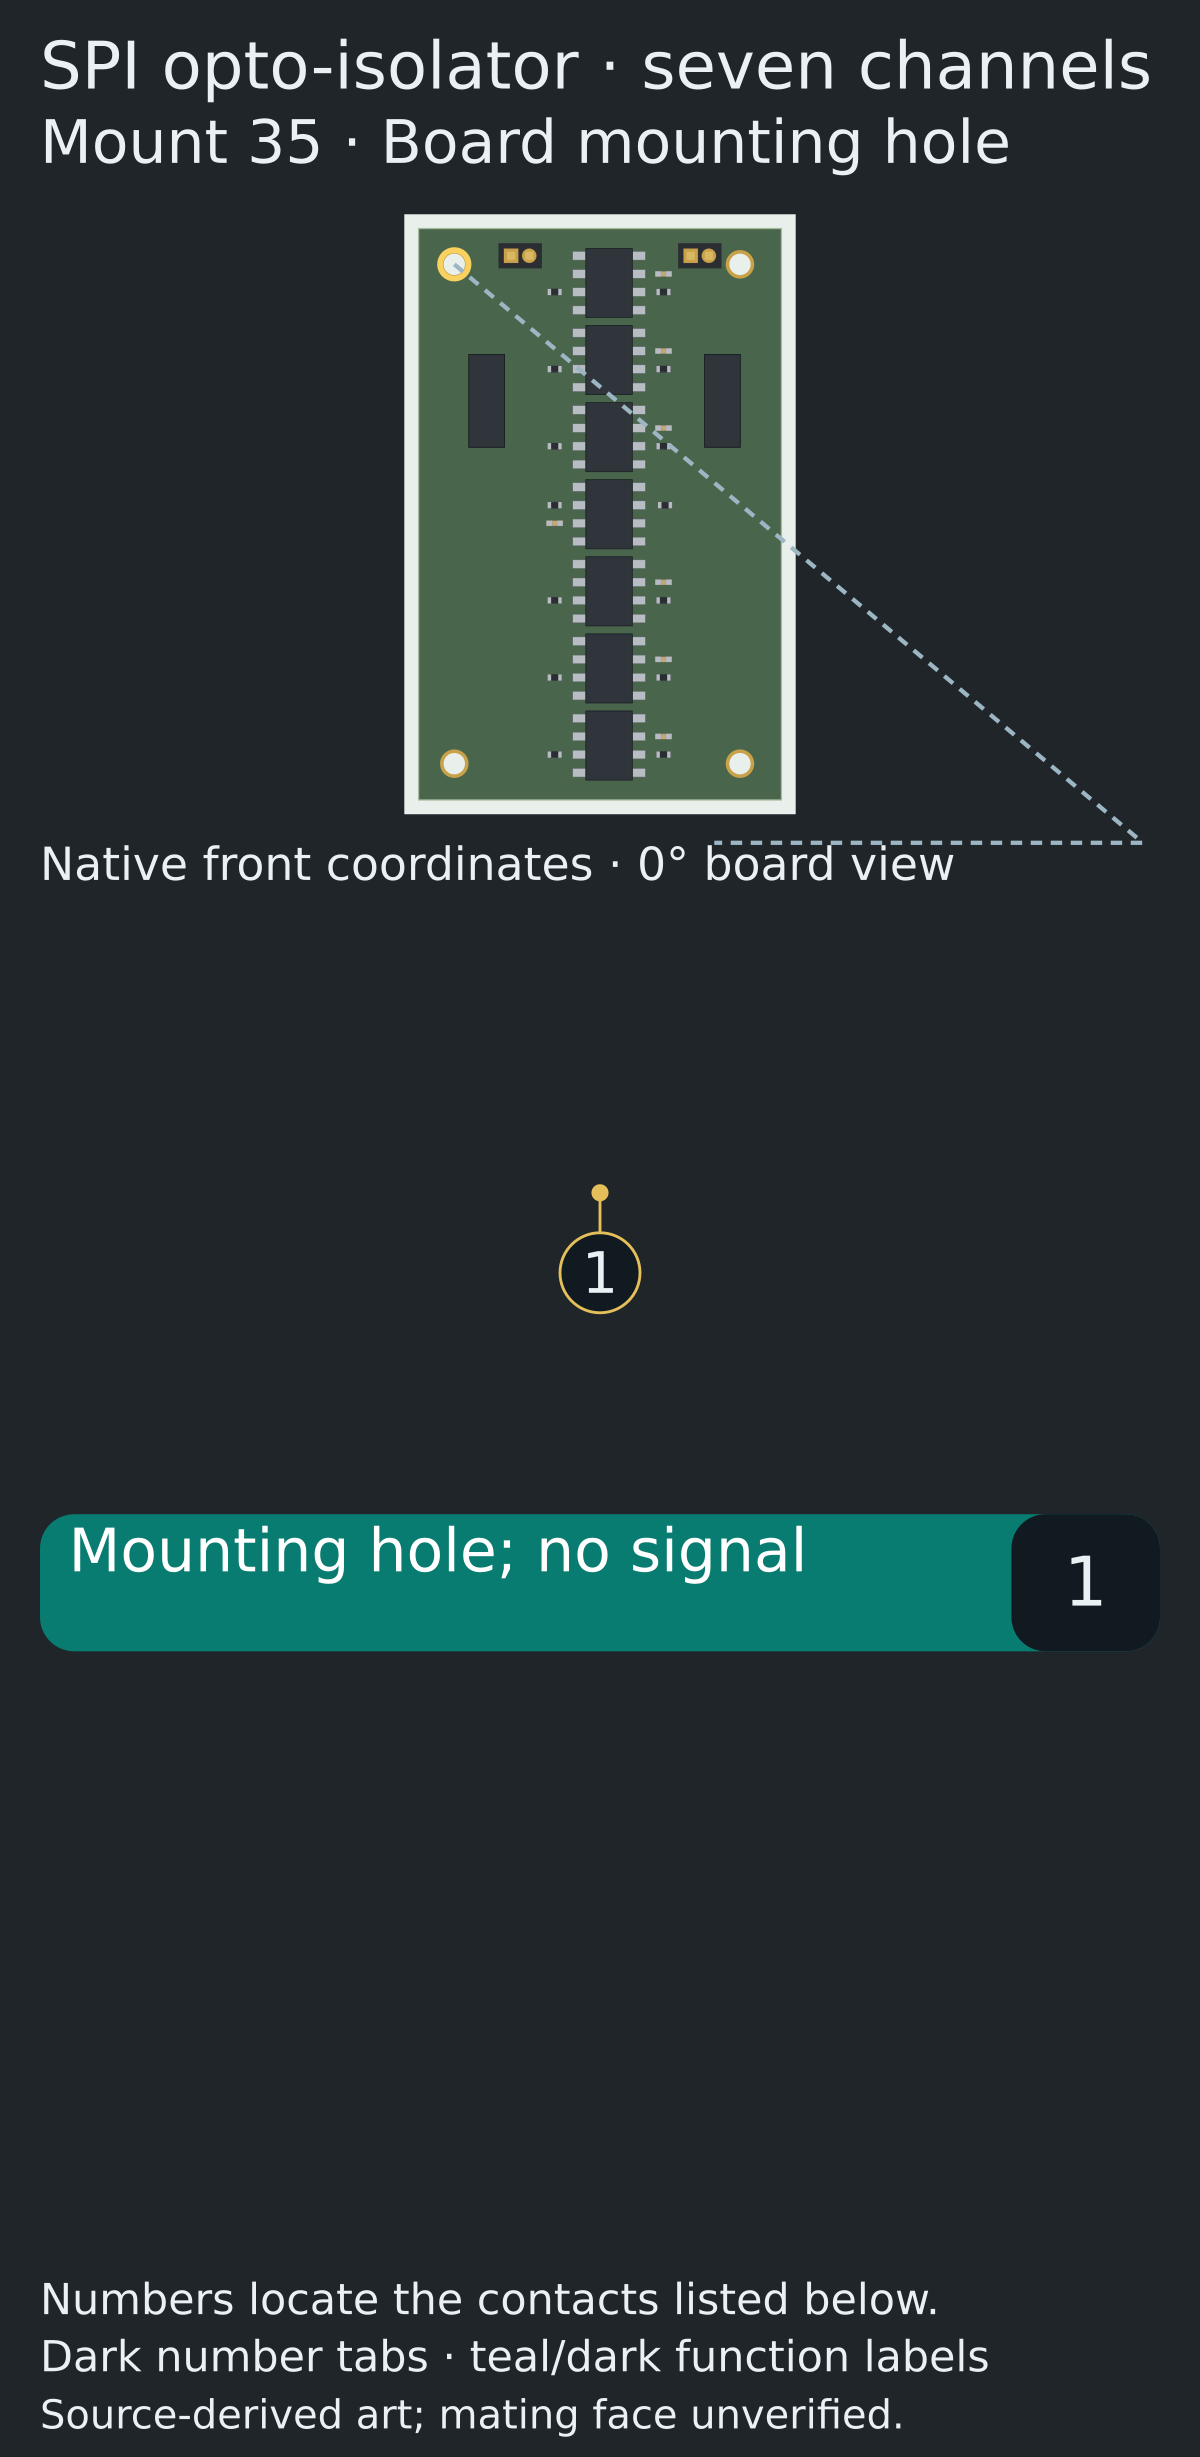 SPI opto-isolator · seven channels
Mount 35 · Board mounting hole
Native front coordinates · 0° board view
1
Mounting hole; no signal 1
Numbers locate the contacts listed below.
Dark number tabs · teal/dark function labels
Source-derived art; mating face unverified.